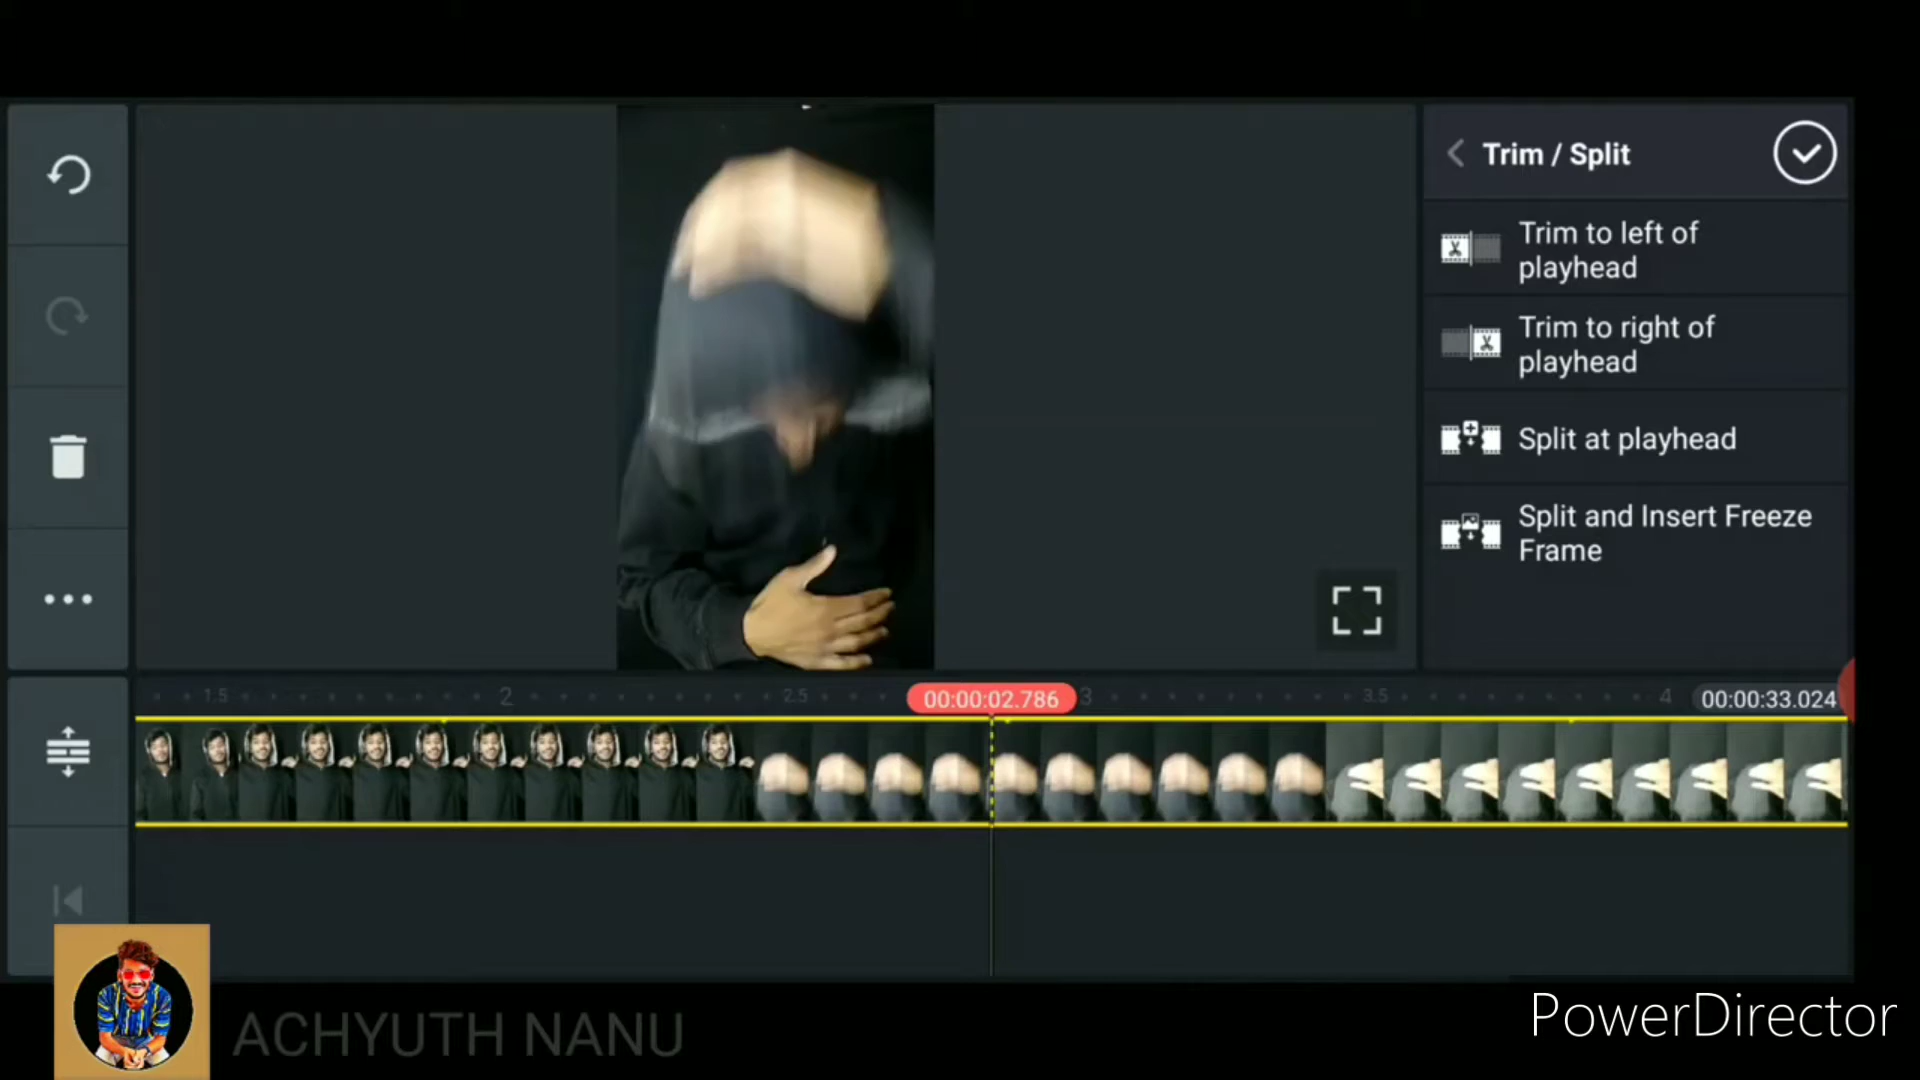 Trim / Split
Trim to left of
playhead
Trim to right of
playhead
Split at playhead
Split and Insert Freeze
Frame
1.5 2 2.5 00:00:02.786 3 3.5 4 00:00:33.024
ACHYUTH NANU
PowerDirector